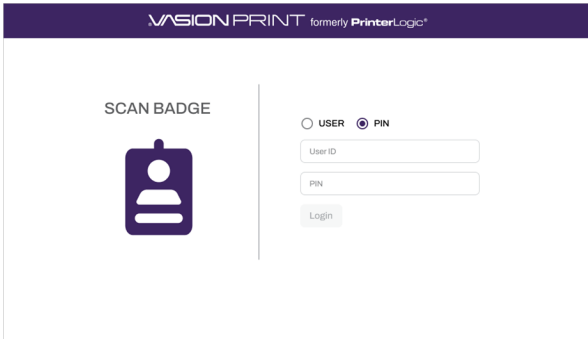 VASION PRINT formerly PrinterLogic®
SCAN BADGE
USER PIN
User ID
PIN
Login